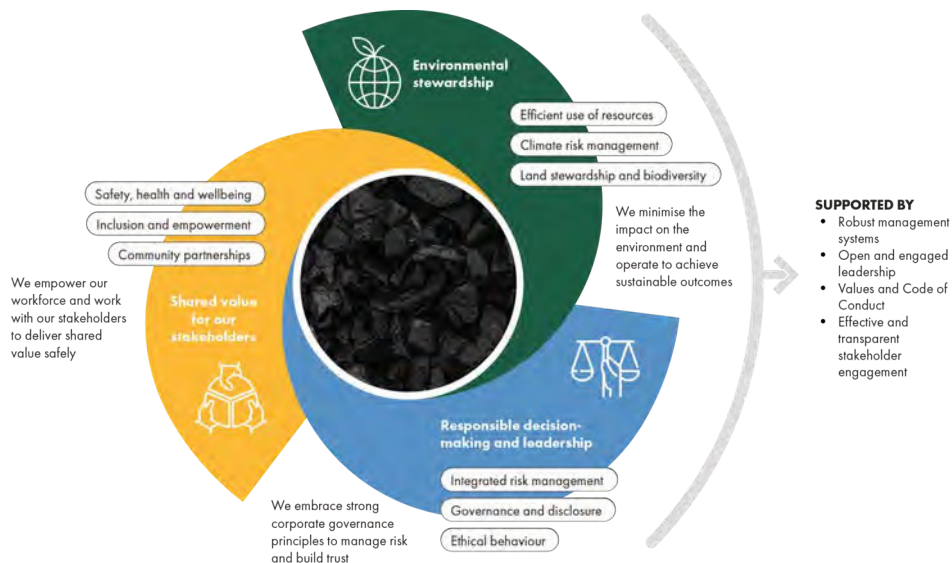 Environmental
stewardship
Efficient use of resources
Climate risk management
Land stewardship and biodiversity
We minimise the
impact on the
environment and
operate to achieve
sustainable outcomes
Safety, health and wellbeing
Inclusion and empowerment
Community partnerships
We empower our
workforce and work
with our stakeholders
to deliver shared
value safely
Shared value
for our
stakeholders
Responsible decision-
making and leadership
Integrated risk management
Governance and disclosure
Ethical behaviour
We embrace strong
corporate governance
principles to manage risk
and build trust
SUPPORTED BY
• Robust management
systems
• Open and engaged
leadership
• Values and Code of
Conduct
• Effective and
transparent
stakeholder
engagement